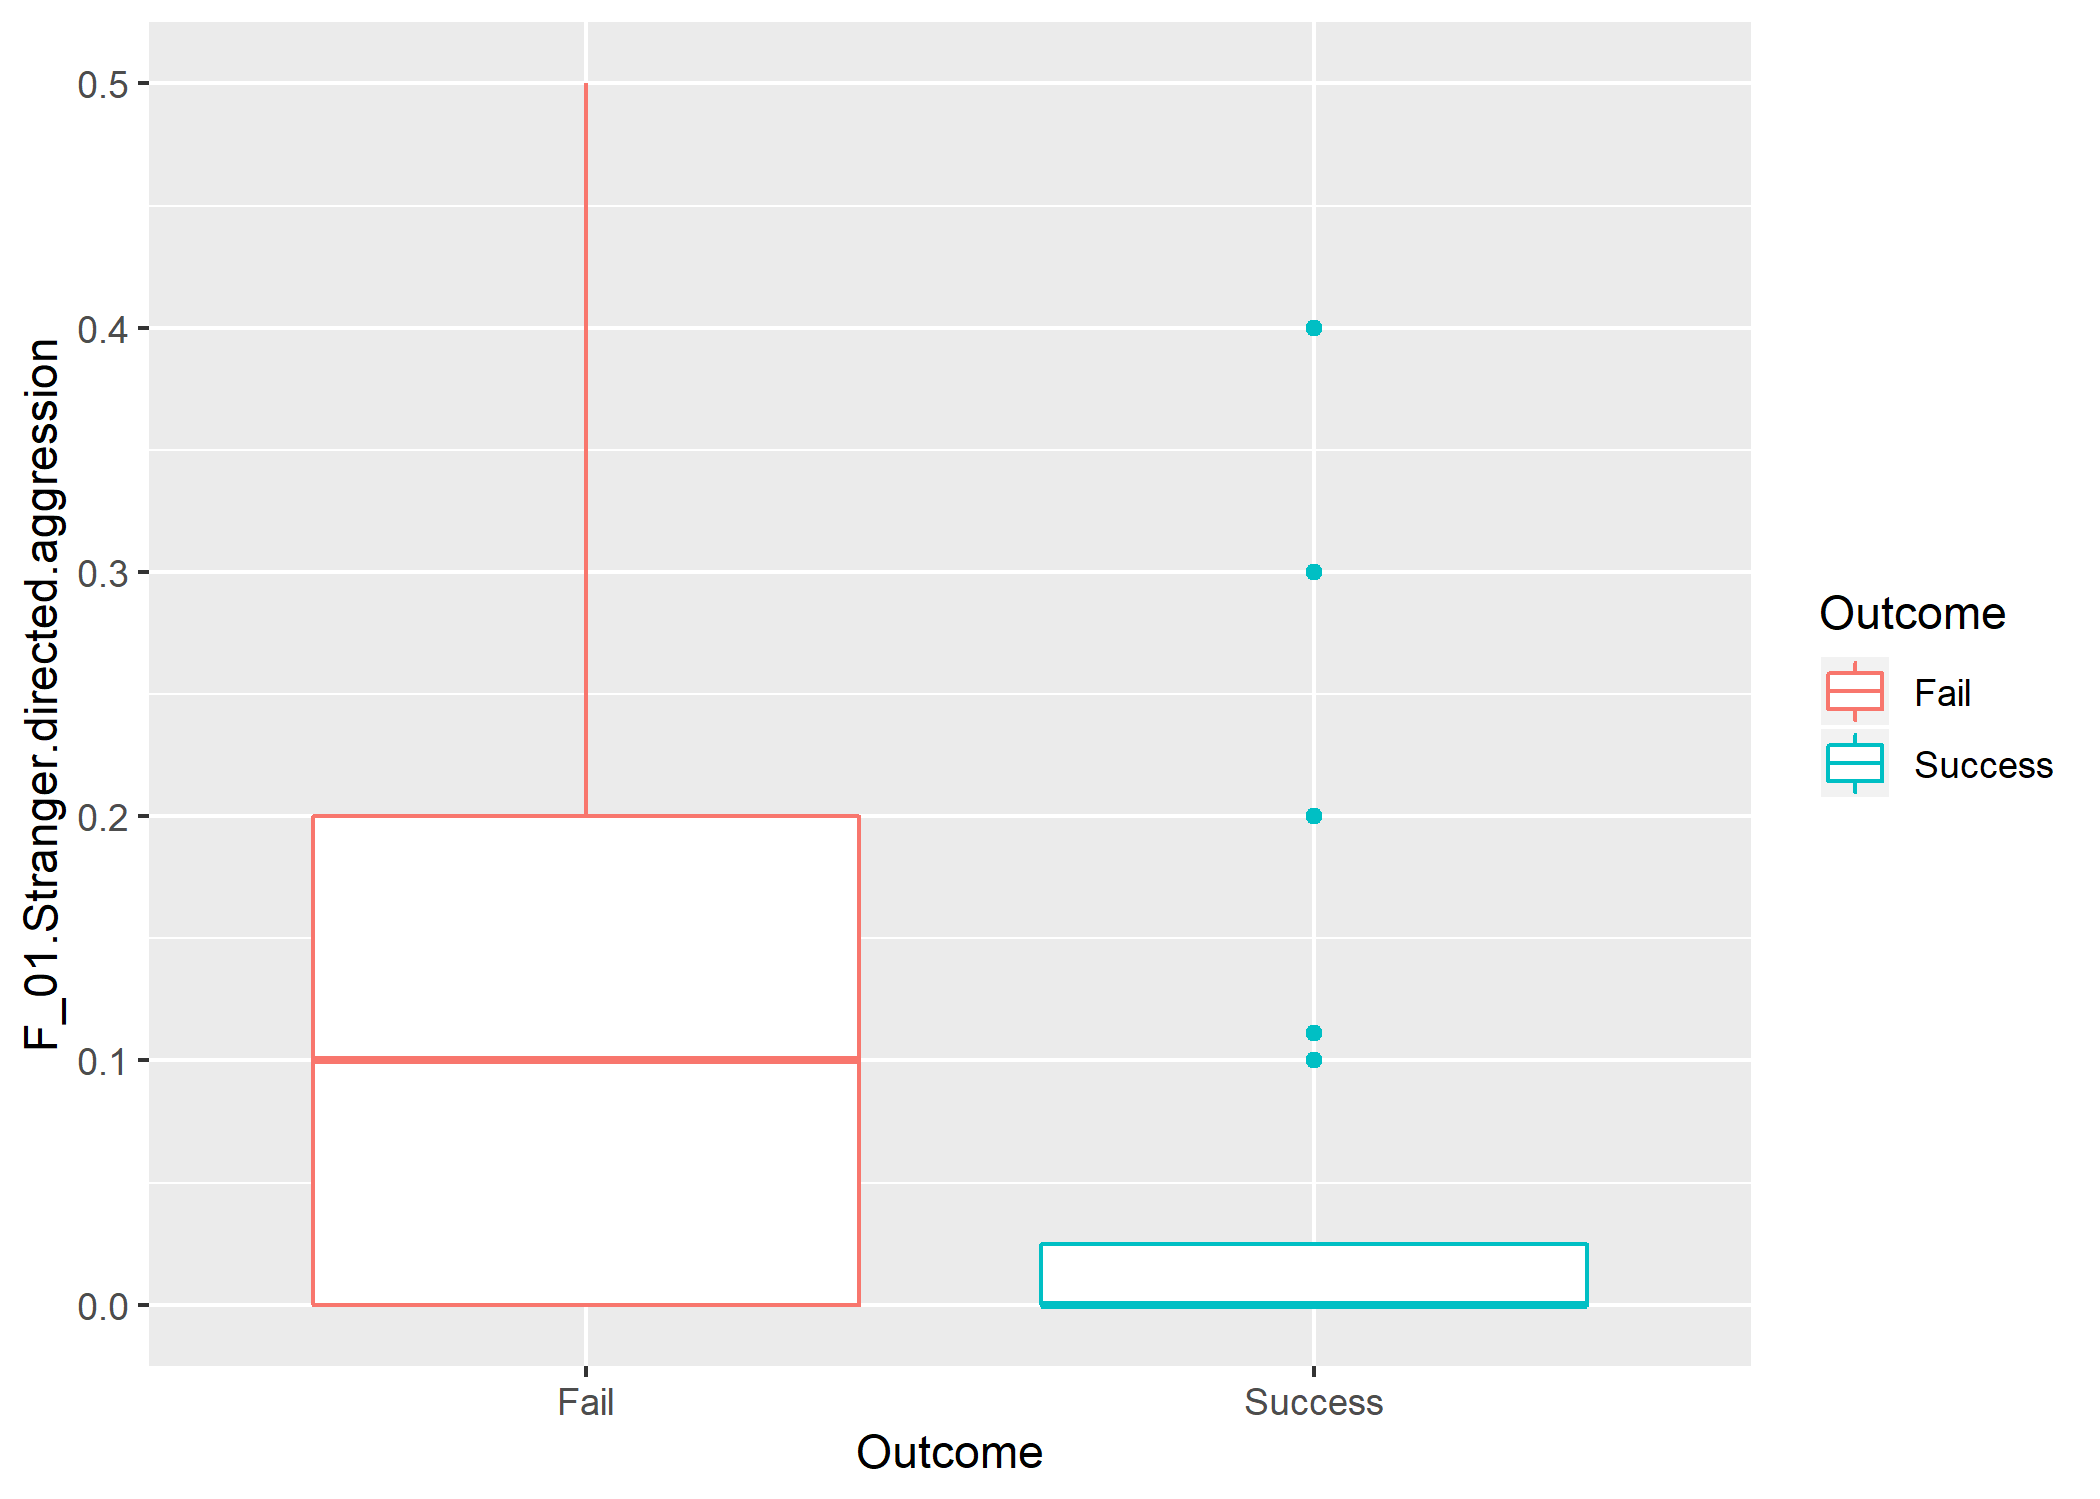 F_01.Stranger.directed.aggression
0.5
0.4
0.3
0.2
0.1
0.0
Fail
Success
Outcome
Outcome
Fail
Success